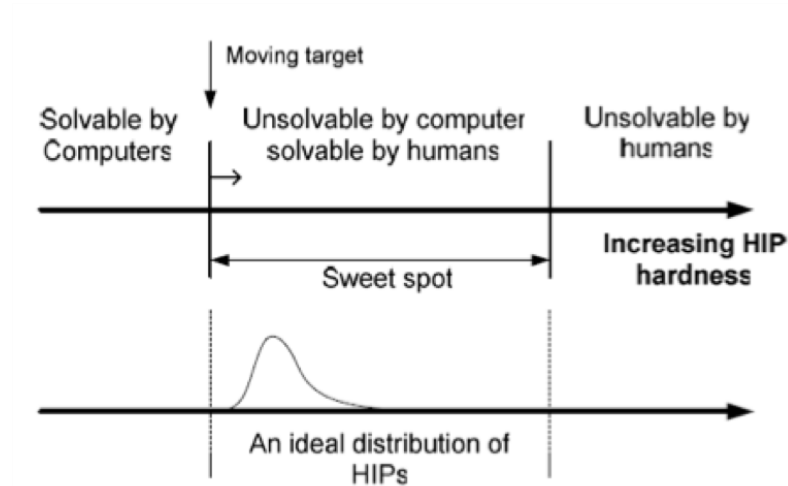 Moving target
Solvable by
Computers
Unsolvable by computer
solvable by humans
Unsolvable by
humans
Increasing HIP
hardness
Sweet spot
An ideal distribution of
HIPs